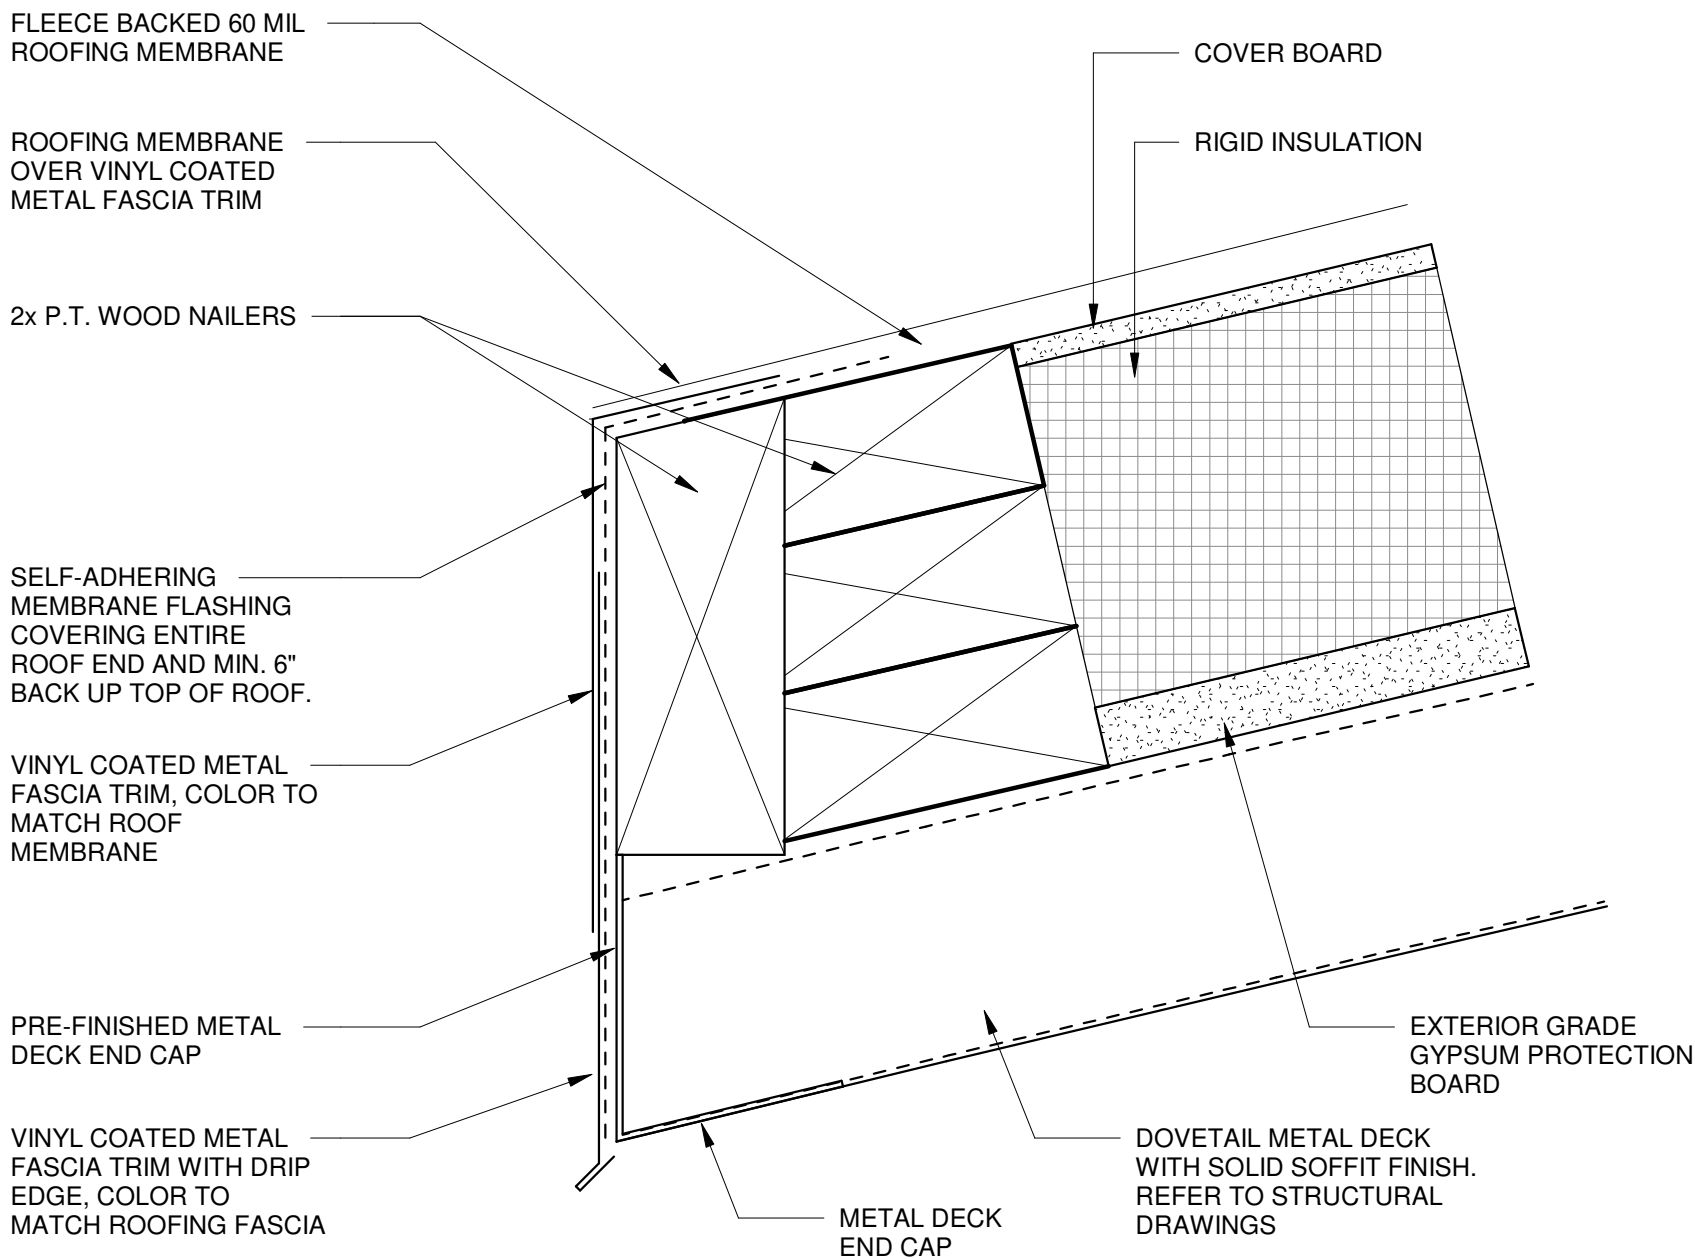 FLEECE BACKED 60 MIL
ROOFING MEMBRANE
ROOFING MEMBRANE
OVER VINYL COATED
METAL FASCIA TRIM
2x P.T. WOOD NAILERS
SELF-ADHERING
MEMBRANE FLASHING
COVERING ENTIRE
ROOF END AND MIN. 6"
BACK UP TOP OF ROOF.
VINYL COATED METAL
FASCIA TRIM, COLOR TO
MATCH ROOF
MEMBRANE
PRE-FINISHED METAL
DECK END CAP
VINYL COATED METAL
FASCIA TRIM WITH DRIP
EDGE, COLOR TO
MATCH ROOFING FASCIA
COVER BOARD
RIGID INSULATION
EXTERIOR GRADE
GYPSUM PROTECTION
BOARD
DOVETAIL METAL DECK
WITH SOLID SOFFIT FINISH.
REFER TO STRUCTURAL
DRAWINGS
METAL DECK
END CAP